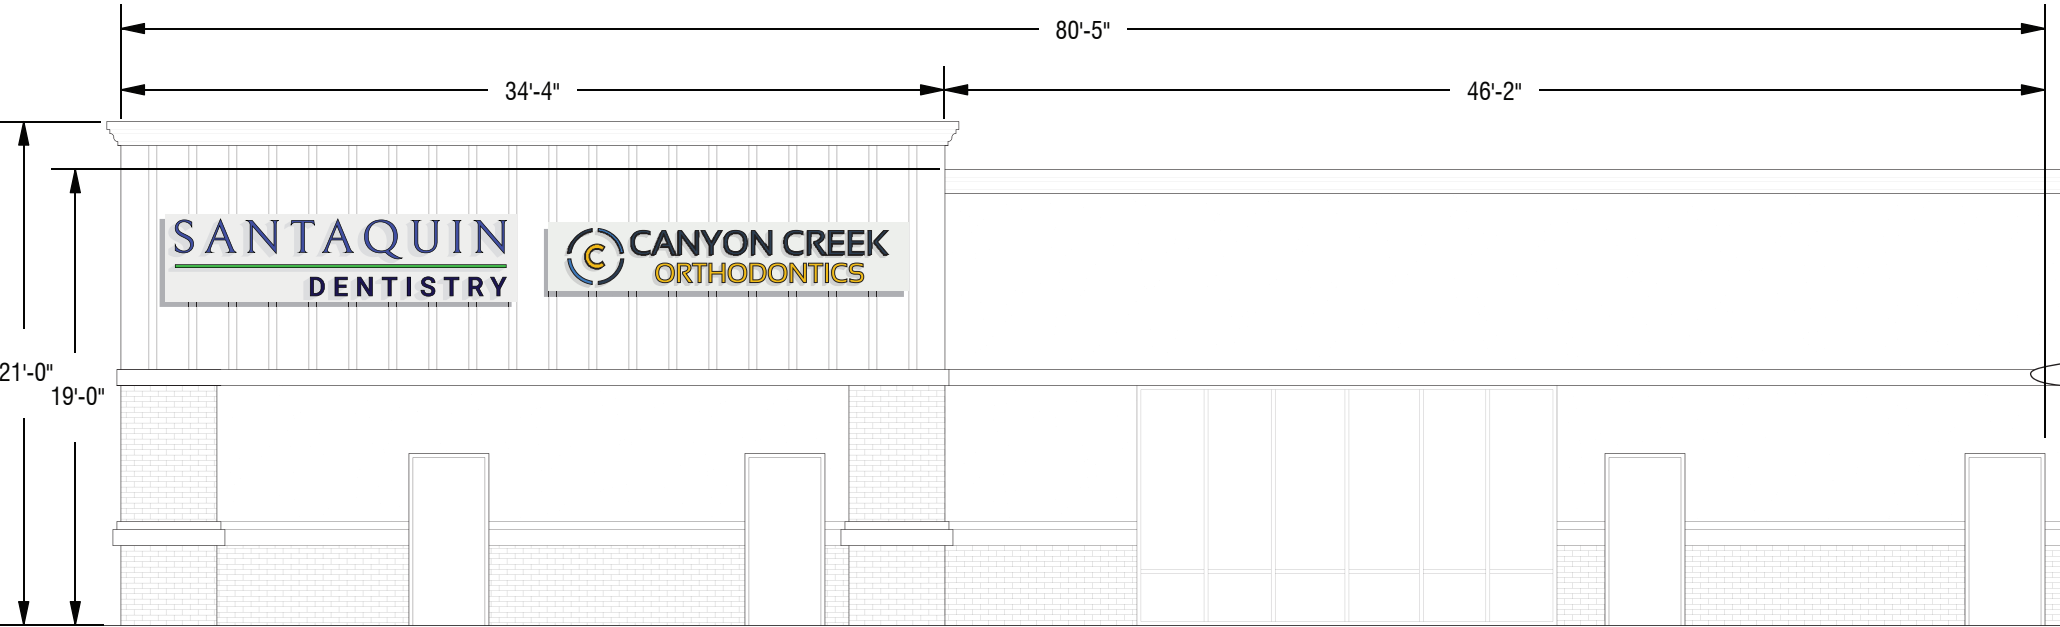 80'-5"
34'-4"
46'-2"
SANTAQUIN
DENTISTRY
C
CANYON CREEK
ORTHODONTICS
21'-0"
19'-0"